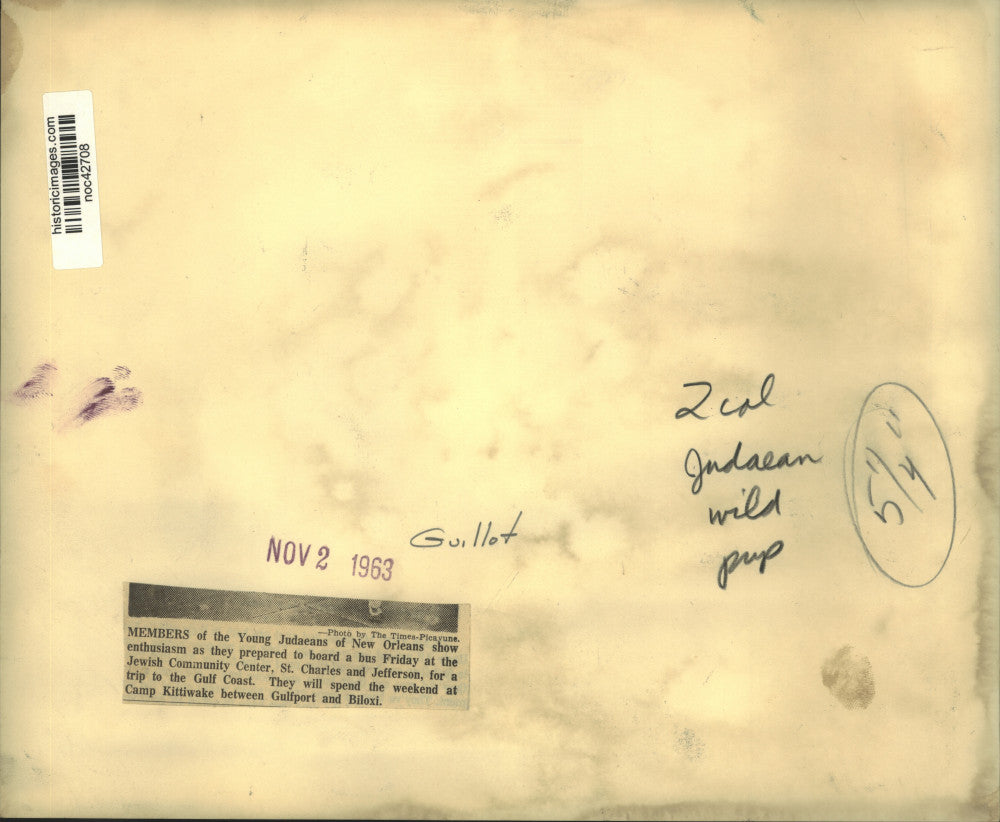 historicimages.com
noc42708
2 col
Judaean
wild
pup
5 1/4"
Guillot
NOV 2 1963
—Photo by The Times-Picayune.
MEMBERS of the Young Judaeans of New Orleans show
enthusiasm as they prepared to board a bus Friday at the
Jewish Community Center, St. Charles and Jefferson, for a
trip to the Gulf Coast. They will spend the weekend at
Camp Kittiwake between Gulfport and Biloxi.